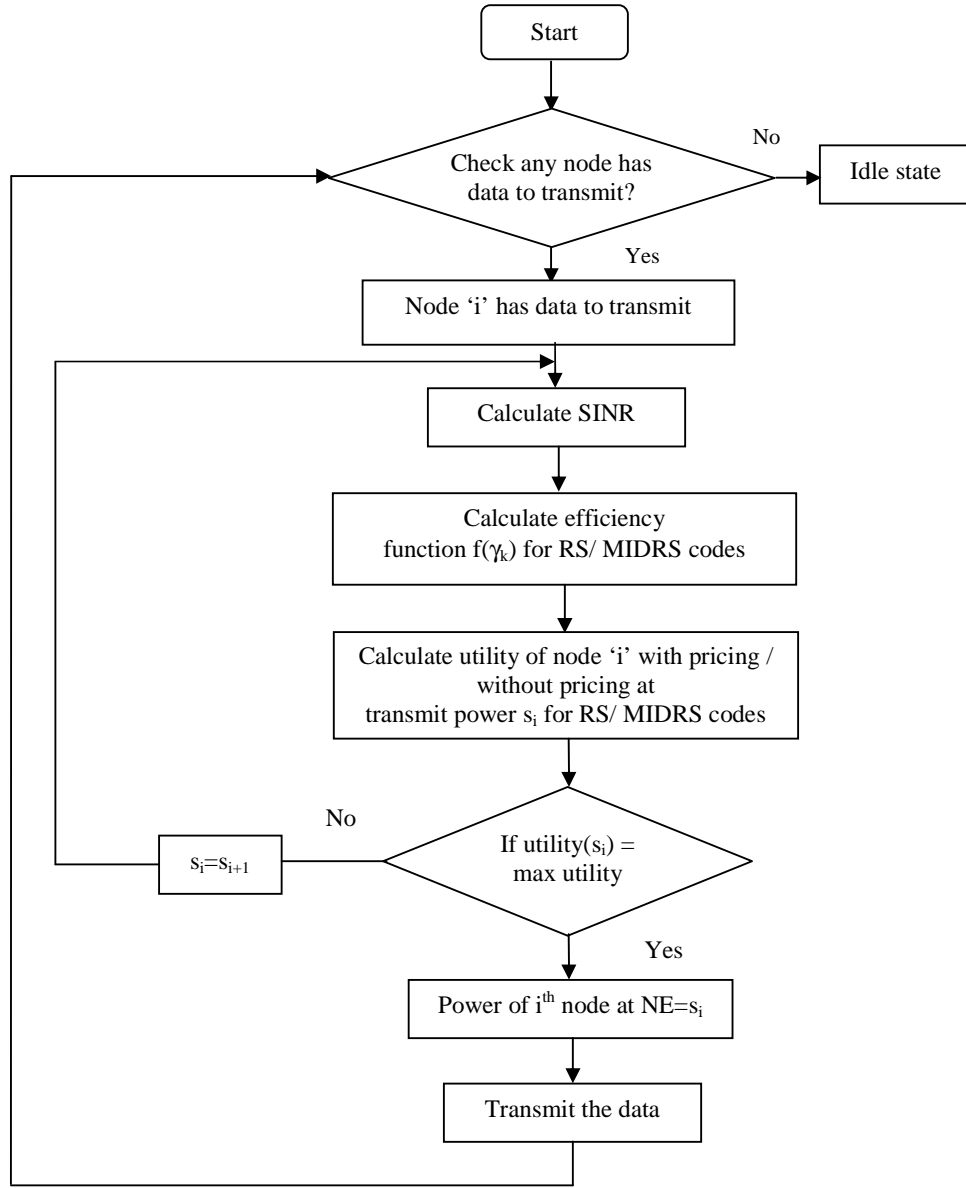 Start
No
Check any node has
data to transmit?
Idle state
Yes
Node ‘i’ has data to transmit
Calculate SINR
Calculate efficiency
function f(γₖ) for RS/ MIDRS codes
Calculate utility of node ‘i’ with pricing /
without pricing at
transmit power sᵢ for RS/ MIDRS codes
No
If utility(sᵢ) =
max utility
sᵢ=sᵢ₊₁
Yes
Power of iᵗʰ node at NE=sᵢ
Transmit the data